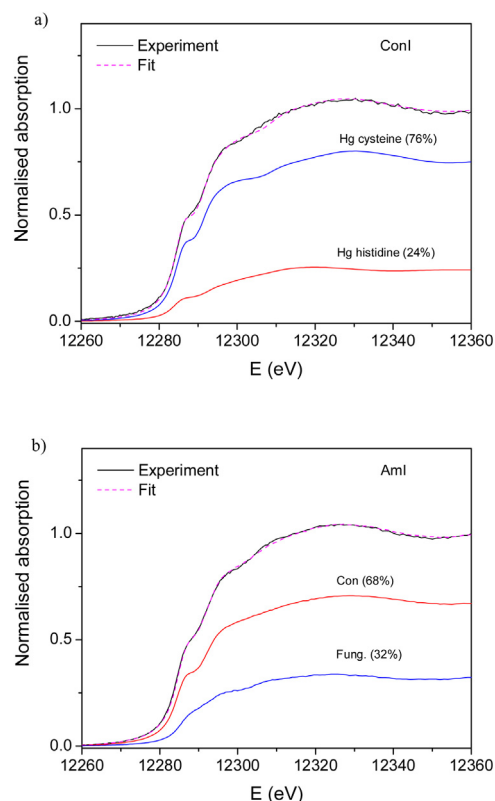 a)
Experiment
Fit
ConI
Hg cysteine (76%)
Hg histidine (24%)
Normalised absorption
1.0
0.5
0.0
12260 12280 12300 12320 12340 12360
E (eV)
b)
Experiment
Fit
AmI
Con (68%)
Fung. (32%)
Normalised absorption
1.0
0.5
0.0
12260 12280 12300 12320 12340 12360
E (eV)